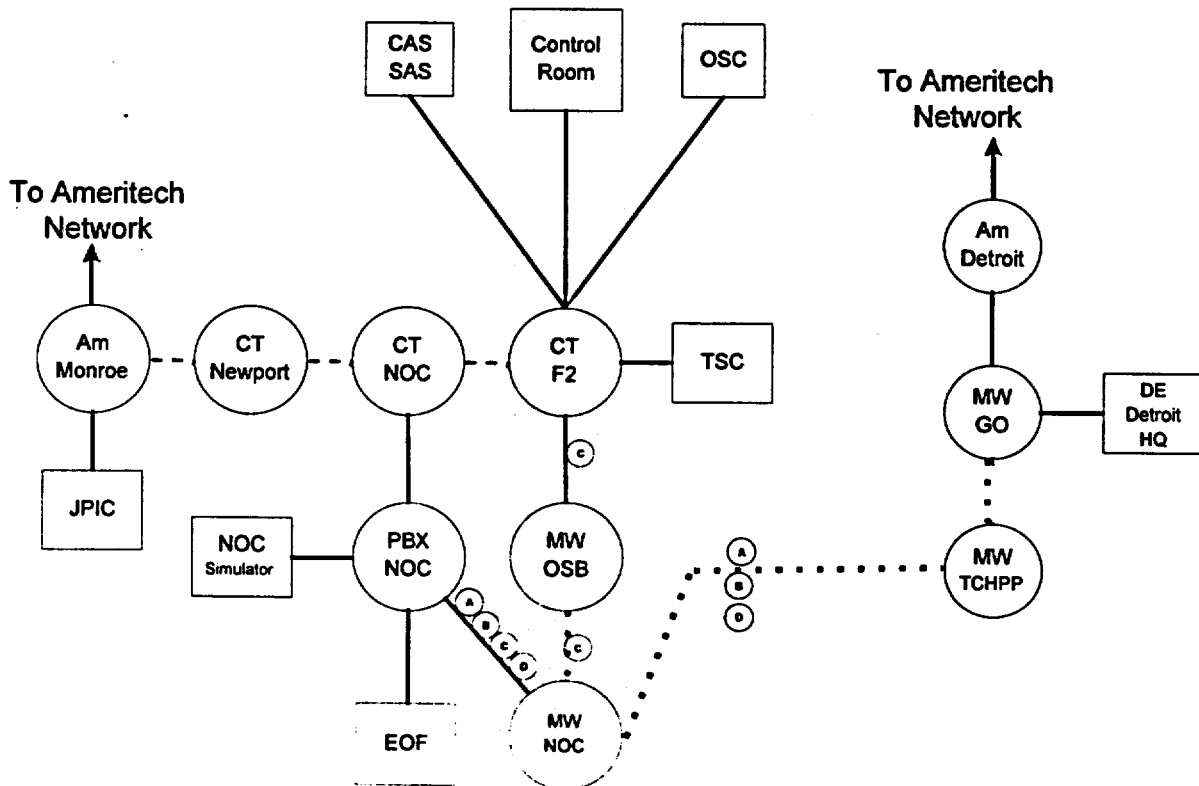 CAS
SAS
Control
Room
OSC
To Ameritech
Network
To Ameritech
Network
Am
Detroit
Am
Monroe
CT
Newport
CT
NOC
CT
F2
TSC
MW
GO
DE
Detroit
HQ
C
JPIC
NOC
Simulator
PBX
NOC
MW
OSB
A
B
D
MW
TCHPP
A
B
C
D
C
EOF
MW
NOC